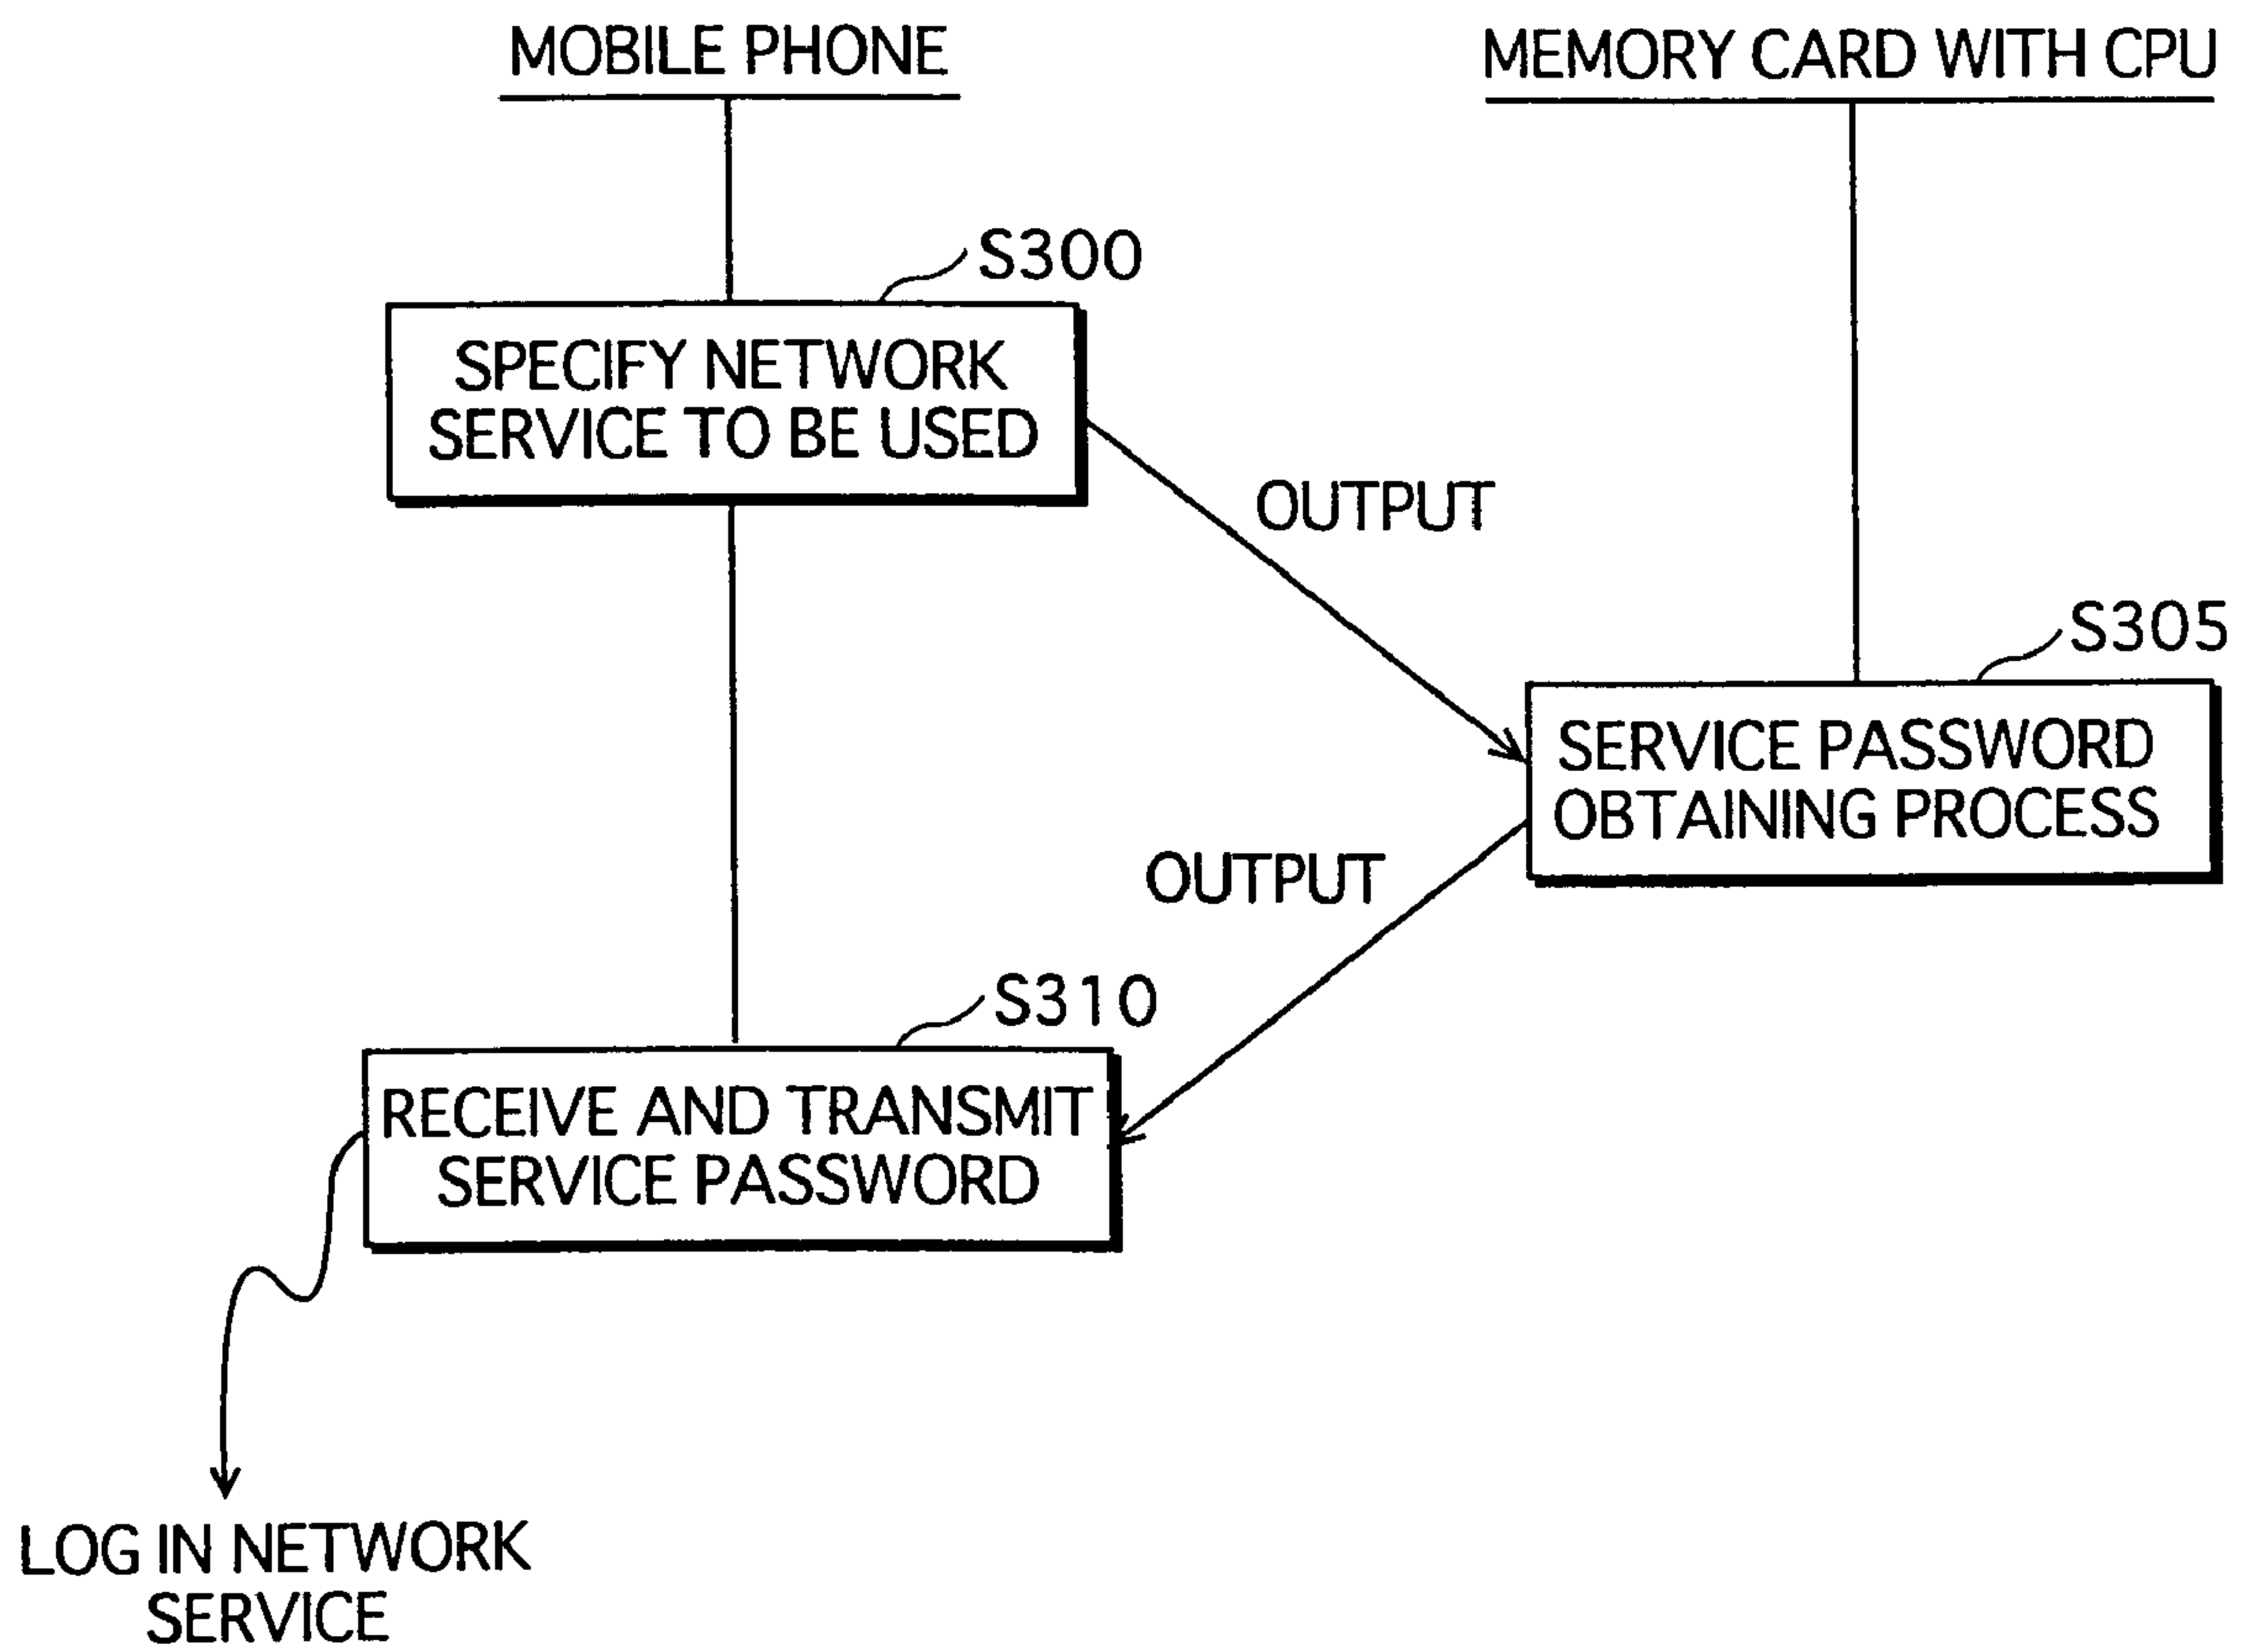 MOBILE PHONE
MEMORY CARD WITH CPU
S300
SPECIFY NETWORK
SERVICE TO BE USED
OUTPUT
S305
SERVICE PASSWORD
OBTAINING PROCESS
OUTPUT
S310
RECEIVE AND TRANSMIT
SERVICE PASSWORD
LOG IN NETWORK
SERVICE